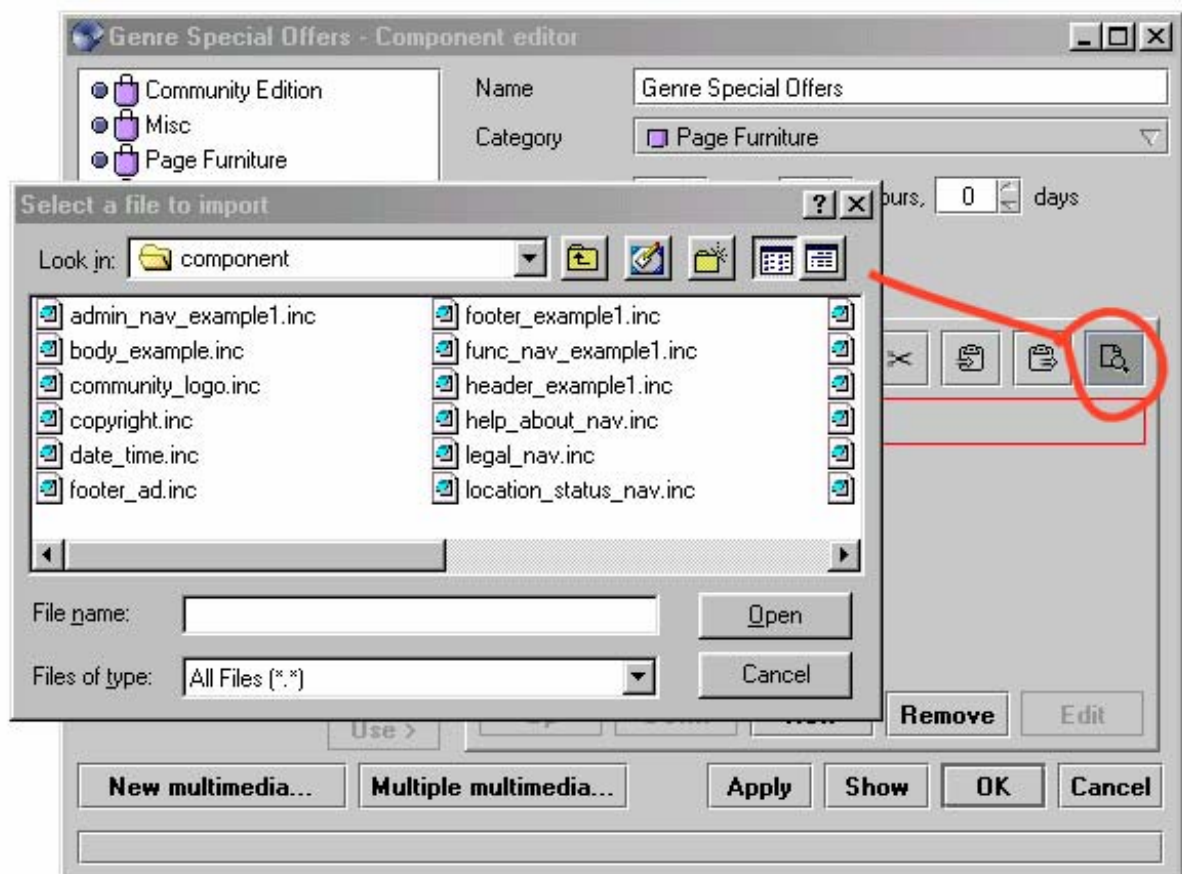 Genre Special Offers - Component editor
Community Edition
Misc
Page Furniture
Name
Genre Special Offers
Category
Page Furniture
ours, 0 days
Select a file to import
Look in: component
admin_nav_example1.inc
body_example.inc
community_logo.inc
copyright.inc
date_time.inc
footer_ad.inc
footer_example1.inc
func_nav_example1.inc
header_example1.inc
help_about_nav.inc
legal_nav.inc
location_status_nav.inc
File name:
Open
Files of type: All Files (*.*)
Cancel
Use >
Remove
Edit
New multimedia...
Multiple multimedia...
Apply
Show
OK
Cancel